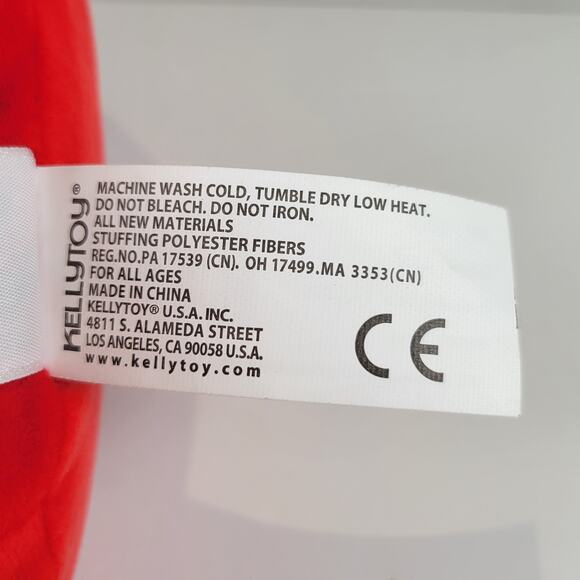 KELLYTOY®
MACHINE WASH COLD, TUMBLE DRY LOW HEAT.
DO NOT BLEACH. DO NOT IRON.
ALL NEW MATERIALS
STUFFING POLYESTER FIBERS
REG.NO.PA 17539 (CN). OH 17499.MA 3353(CN)
FOR ALL AGES
MADE IN CHINA
KELLYTOY® U.S.A. INC.
4811 S. ALAMEDA STREET
LOS ANGELES, CA 90058 U.S.A.
www.kellytoy.com
CE